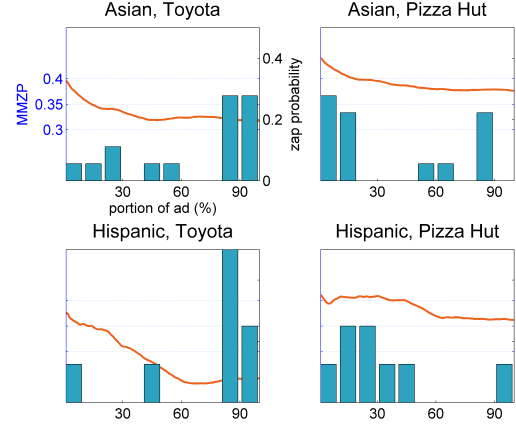 Asian, Toyota
Asian, Pizza Hut
MMZP
0.4
0.35
0.3
0.4
0.2
0
zap probability
30
60
90
30
60
90
portion of ad (%)
Hispanic, Toyota
Hispanic, Pizza Hut
30
60
90
30
60
90